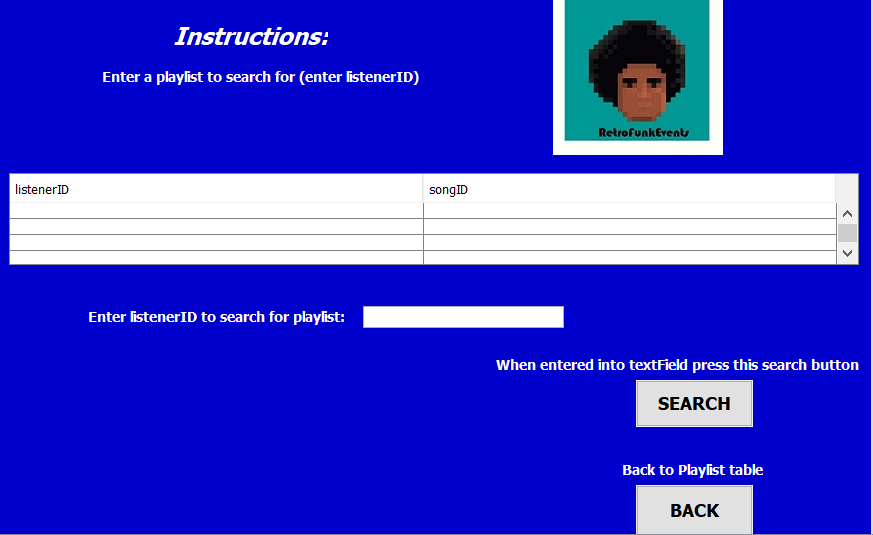 Instructions:
Enter a playlist to search for (enter listenerID)
RetroFunkEvents
listenerID songID
Enter listenerID to search for playlist:
When entered into textField press this search button
SEARCH
Back to Playlist table
BACK